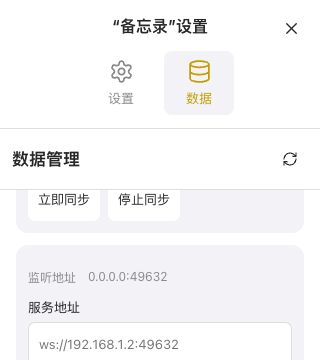 “备忘录”设置
设置
数据
数据管理
立即同步
停止同步
监听地址 0.0.0.0:49632
服务地址
ws://192.168.1.2:49632